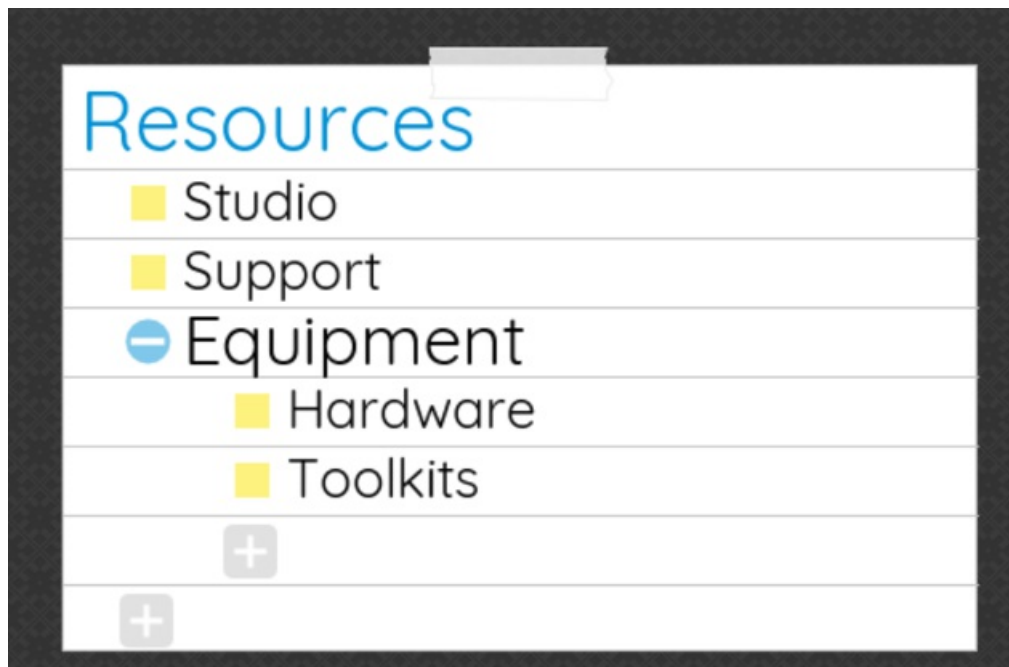 Resources
Studio
Support
Equipment
Hardware
Toolkits